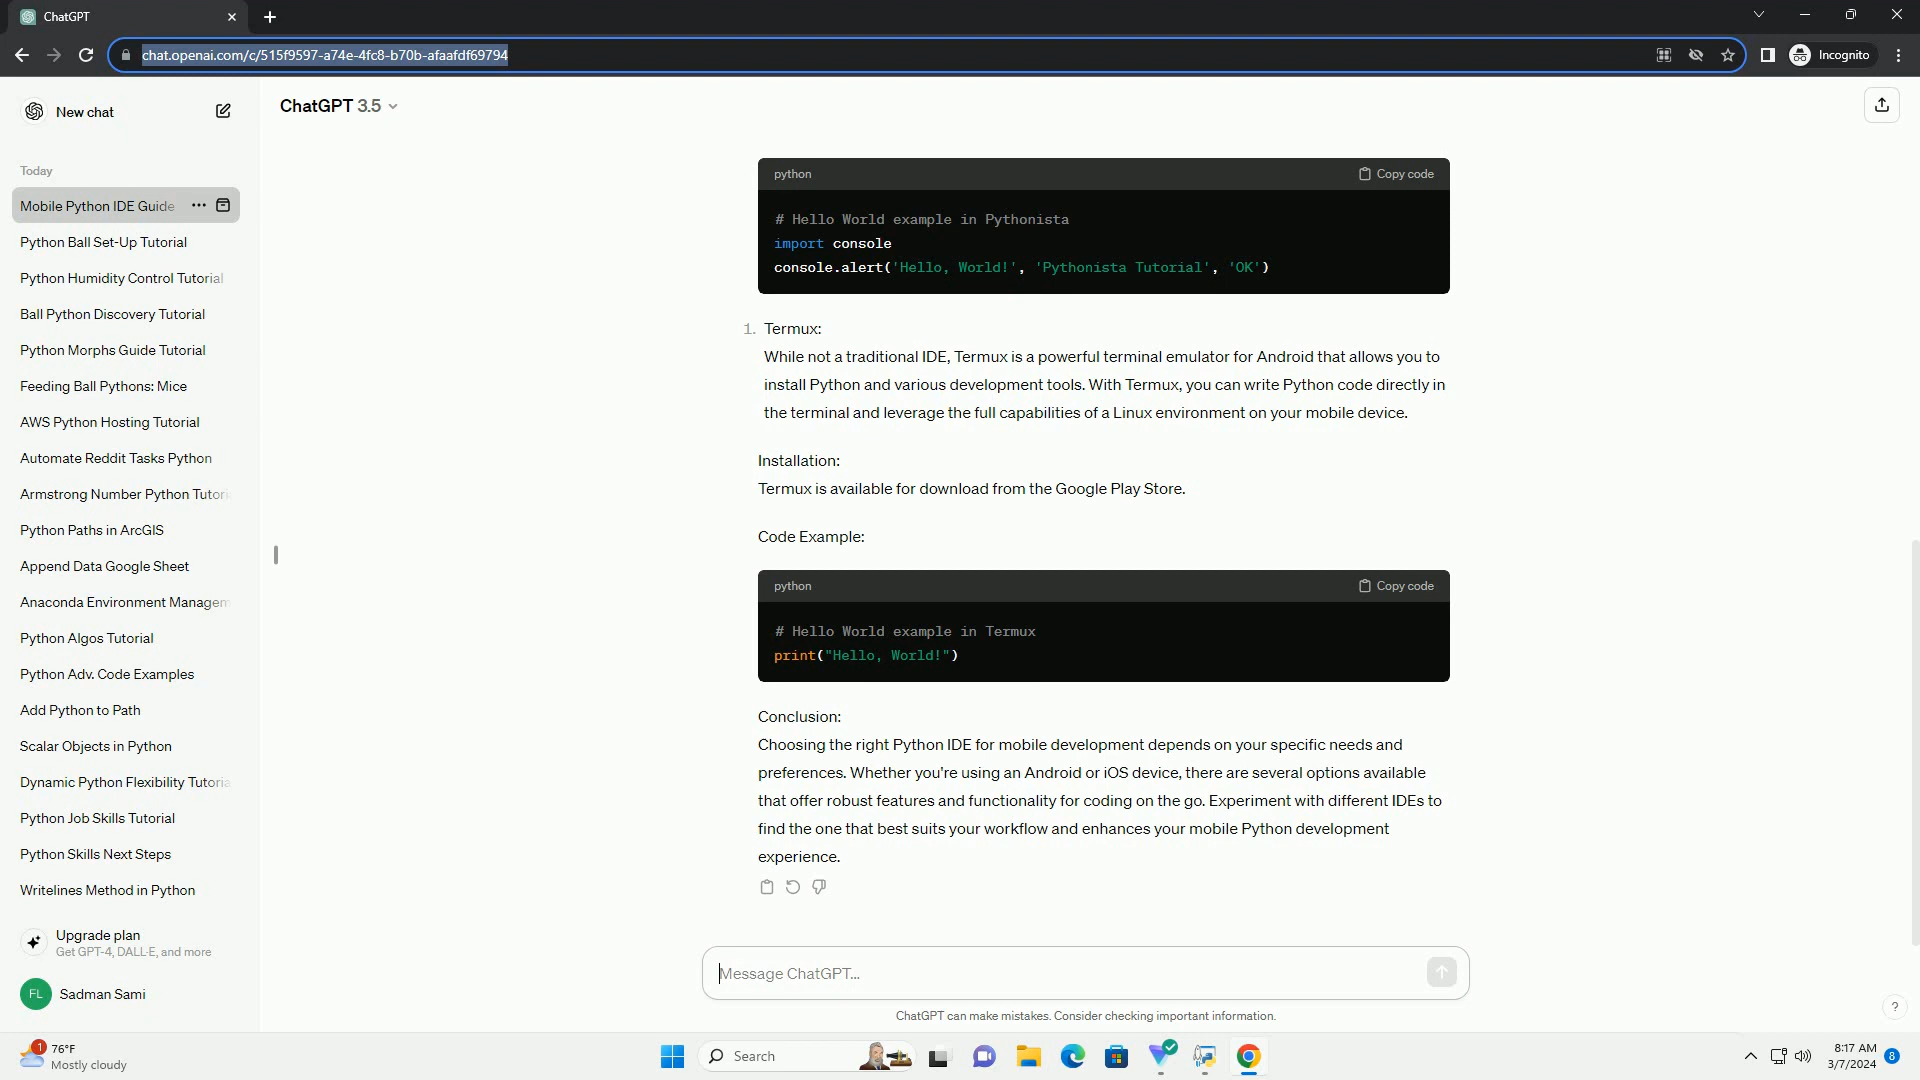 ChatGPT
chat.openai.com/c/515f9597-a74e-4fc8-b70b-afaafdf69794
Incognito
New chat
ChatGPT 3.5
Today
Mobile Python IDE Guide
Python Ball Set-Up Tutorial
Python Humidity Control Tutorial
Ball Python Discovery Tutorial
Python Morphs Guide Tutorial
Feeding Ball Pythons: Mice
AWS Python Hosting Tutorial
Automate Reddit Tasks Python
Armstrong Number Python Tutori
Python Paths in ArcGIS
Append Data Google Sheet
Anaconda Environment Managem
Python Algos Tutorial
Python Adv. Code Examples
Add Python to Path
Scalar Objects in Python
Dynamic Python Flexibility Tutoria
Python Job Skills Tutorial
Python Skills Next Steps
Writelines Method in Python
Upgrade plan
Get GPT-4, DALL·E, and more
FL Sadman Sami
python Copy code
# Hello World example in Pythonista
import console
console.alert('Hello, World!', 'Pythonista Tutorial', 'OK')
1. Termux:
While not a traditional IDE, Termux is a powerful terminal emulator for Android that allows you to
install Python and various development tools. With Termux, you can write Python code directly in
the terminal and leverage the full capabilities of a Linux environment on your mobile device.
Installation:
Termux is available for download from the Google Play Store.
Code Example:
python Copy code
# Hello World example in Termux
print("Hello, World!")
Conclusion:
Choosing the right Python IDE for mobile development depends on your specific needs and
preferences. Whether you're using an Android or iOS device, there are several options available
that offer robust features and functionality for coding on the go. Experiment with different IDEs to
find the one that best suits your workflow and enhances your mobile Python development
experience.
Message ChatGPT...
ChatGPT can make mistakes. Consider checking important information.
?
1
76°F
Mostly cloudy
Search
8:17 AM
3/7/2024
8